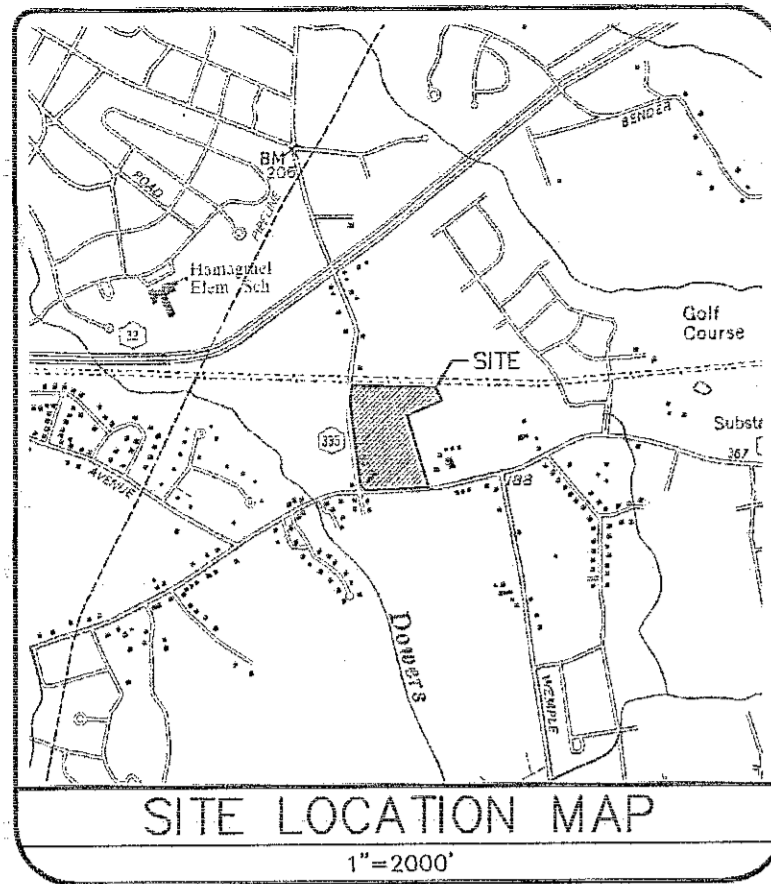 BENDER
BM
206
ROAD
PIPELINE
Elem Sch
32
Golf
Course
SITE
335
Substa
367
AVENUE
188
Dowers
WEMPLE
SITE LOCATION MAP
1"=2000'